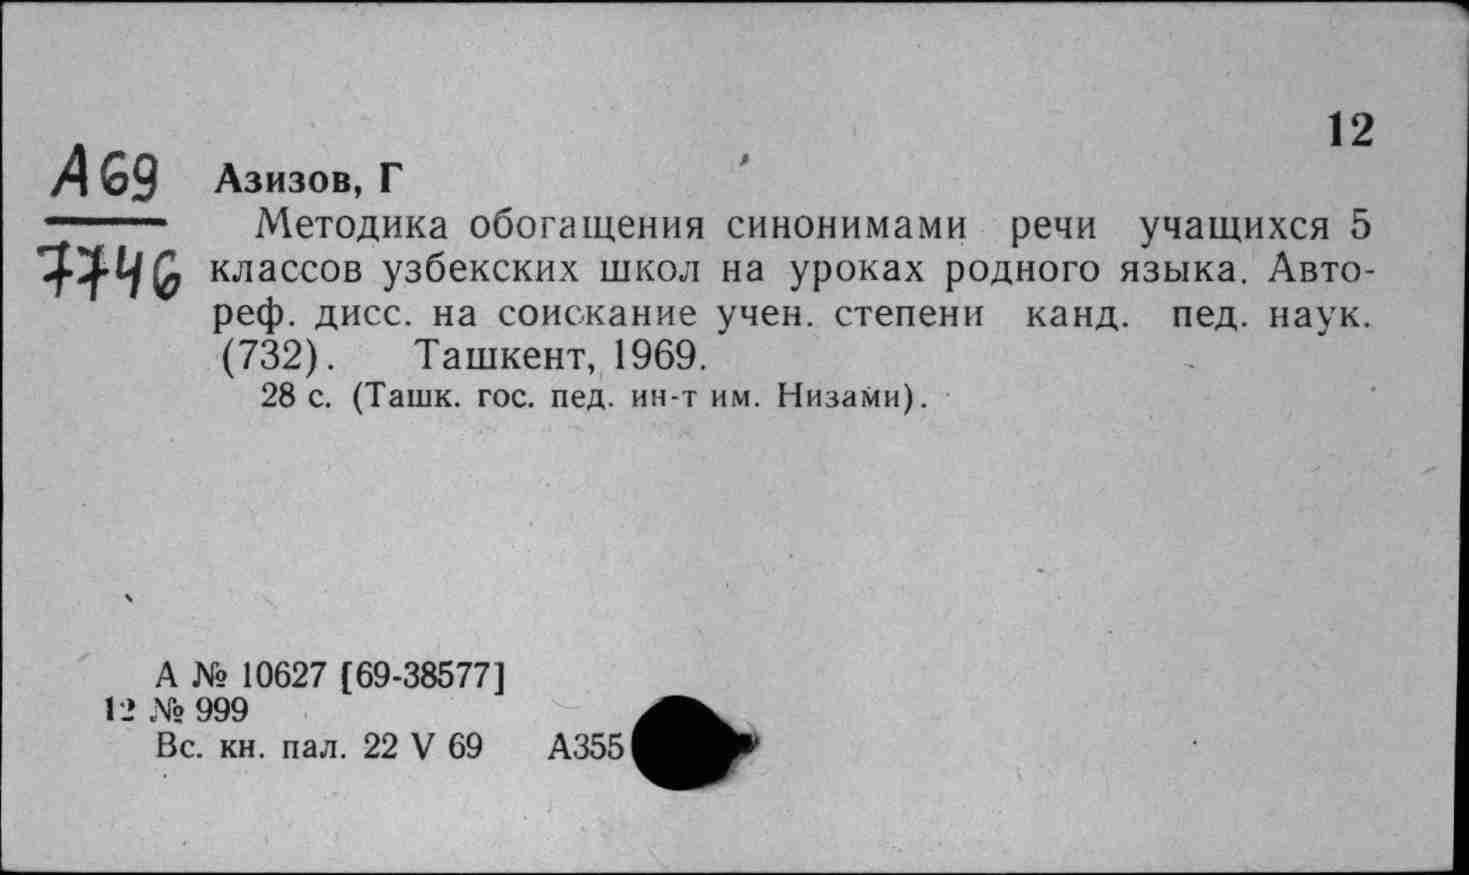 12
А69 Азизов, Г
Методика обогащения синонимами речи учащихся 5
7746 классов узбекских школ на уроках родного языка. Авто-
реф. дисс. на соискание учен. степени канд. пед. наук.
(732). Ташкент, 1969.
28 с. (Ташк. гос. пед. ин-т им. Низами).
А № 10627 [69-38577]
12 № 999
Вс. кн. пал. 22 V 69 А355